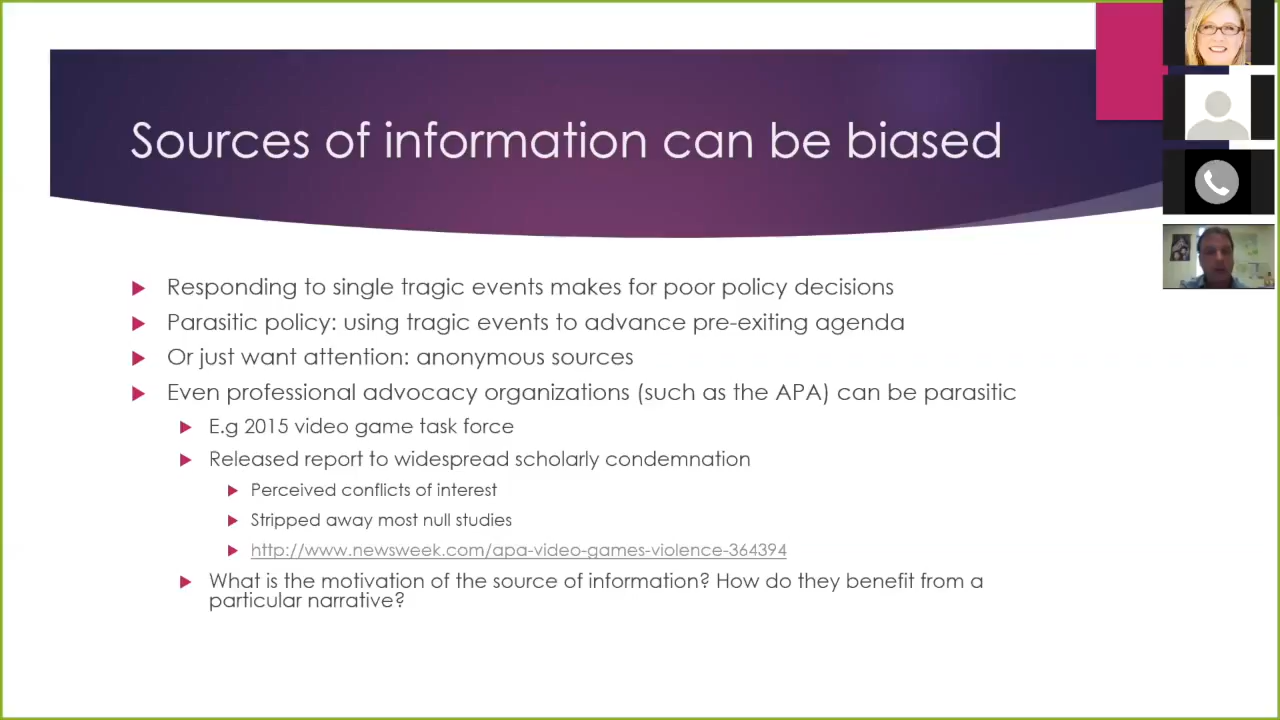 Sources of information can be biased
Responding to single tragic events makes for poor policy decisions
Parasitic policy: using tragic events to advance pre-exiting agenda
Or just want attention: anonymous sources
Even professional advocacy organizations (such as the APA) can be parasitic
E.g 2015 video game task force
Released report to widespread scholarly condemnation
Perceived conflicts of interest
Stripped away most null studies
http://www.newsweek.com/apa-video-games-violence-364394
What is the motivation of the source of information? How do they benefit from a
particular narrative?